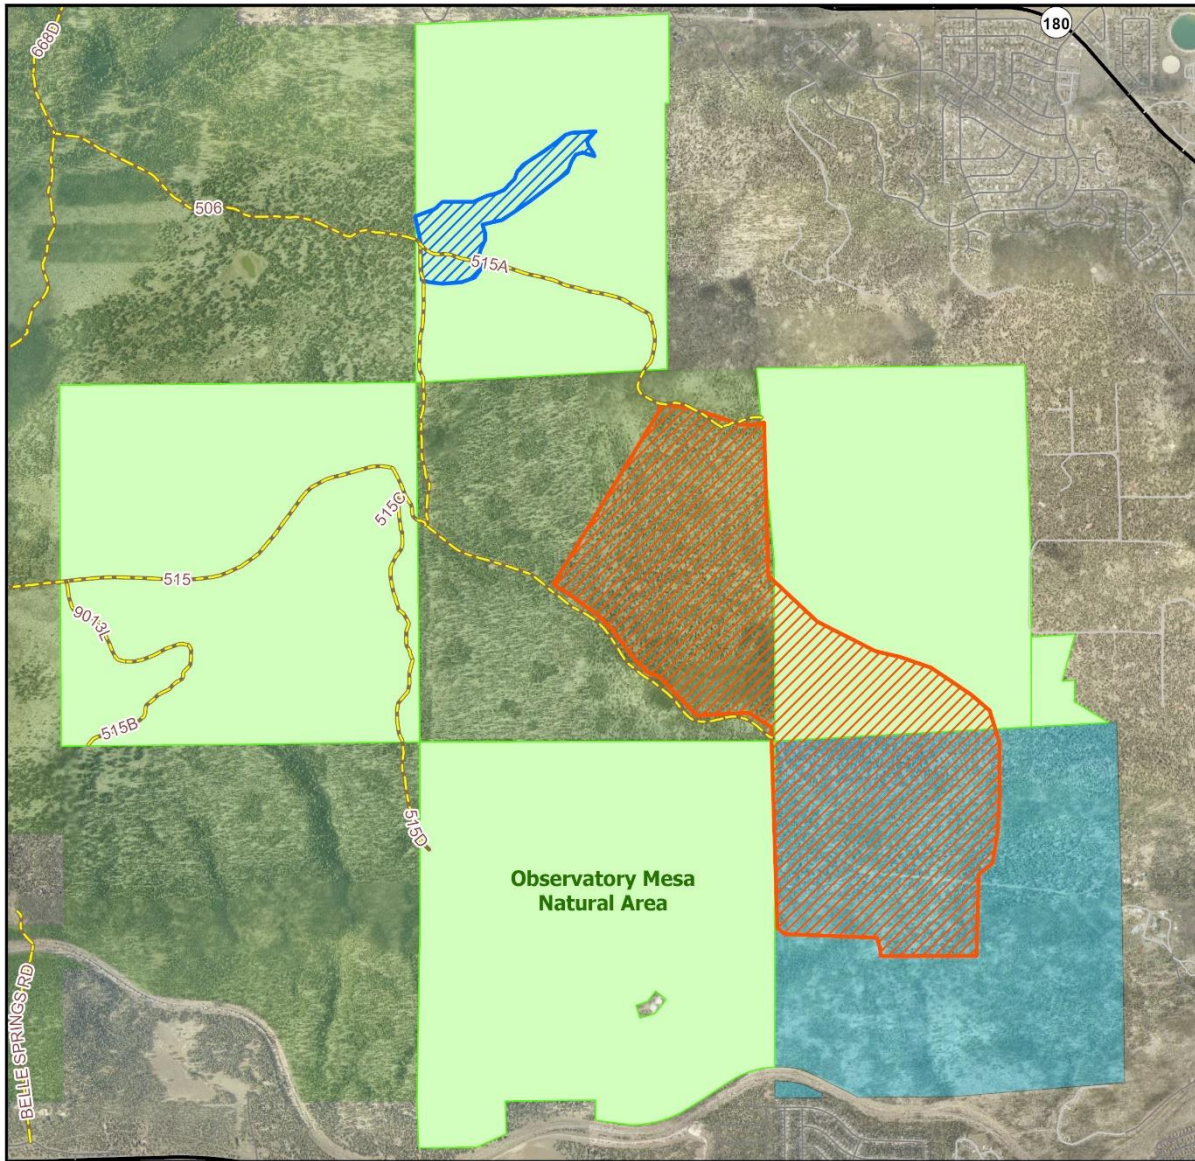 180
668D
506
515A
515C
515
9013L
515B
515D
Observatory Mesa
Natural Area
BELLE SPRINGS RD